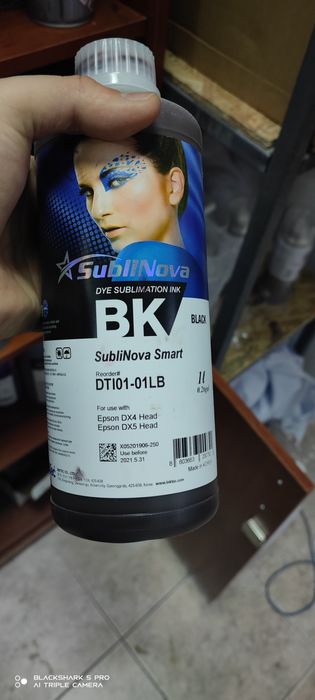 SubliNova
DYE SUBLIMATION INK
BK
BLACK
SubliNova Smart
Reorder#
DTI01-01LB
1ℓ
For use with
Epson DX4 Head
Epson DX5 Head
X05201906-250
Use before
2021.5.31
BLACKSHARK 5 PRO
AI TRIPLE CAMERA